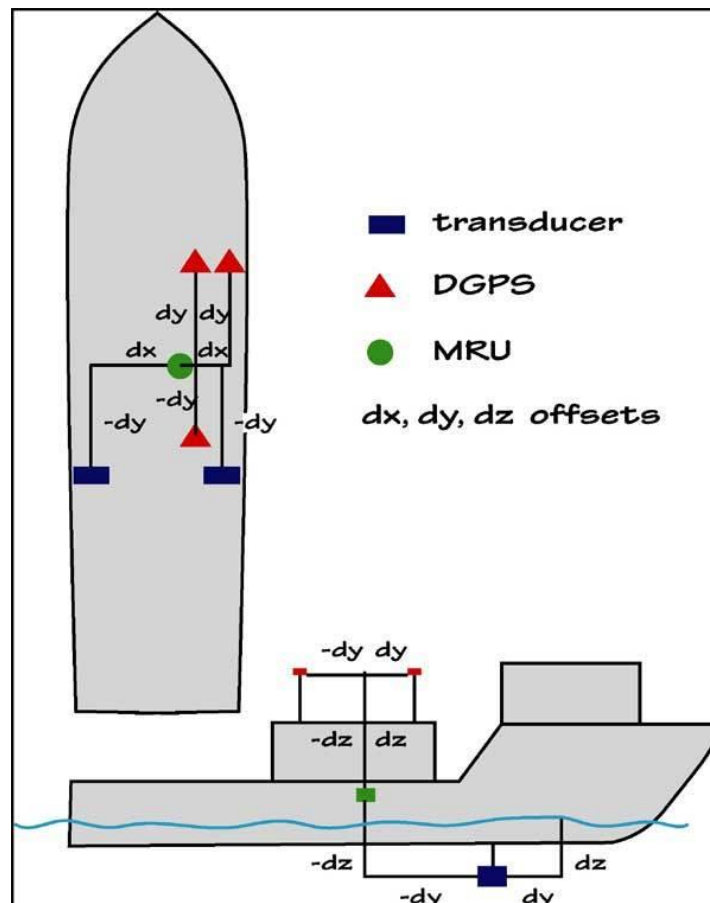 transducer
DGPS
dy dy
dx dx
MRU
-dy
-dy -dy
dx, dy, dz offsets
-dy dy
-dz dz
-dz dz
-dy dy